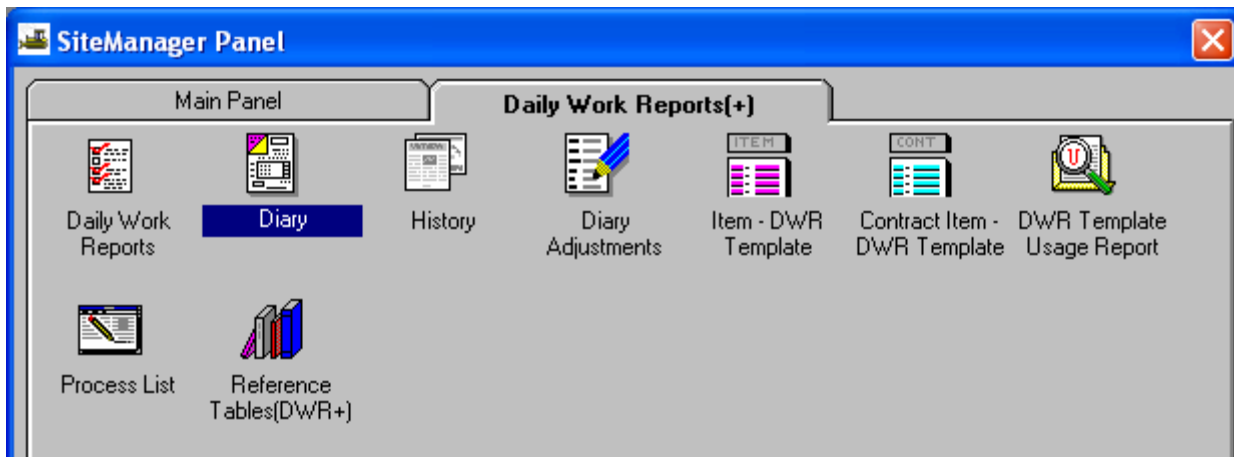 SiteManager Panel
Main Panel
Daily Work Reports(+)
ITEM
CONT
U
Daily Work
Reports
Diary
History
Diary
Adjustments
Item - DWR
Template
Contract Item -
DWR Template
DWR Template
Usage Report
Process List
Reference
Tables(DWR+)